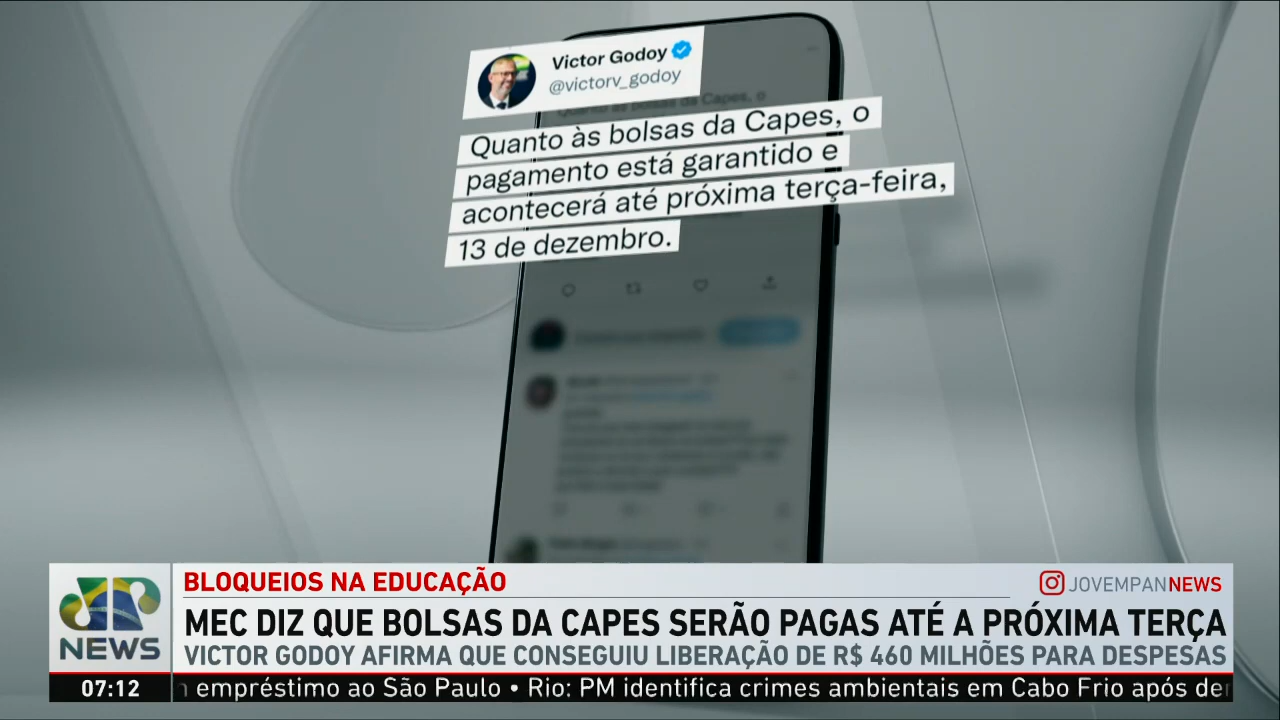 Victor Godoy
@victorv_godoy
Quanto às bolsas da Capes, o
pagamento está garantido e
acontecerá até próxima terça-feira,
13 de dezembro.
BLOQUEIOS NA EDUCAÇÃO
JOVEMPANNEWS
MEC DIZ QUE BOLSAS DA CAPES SERÃO PAGAS ATÉ A PRÓXIMA TERÇA
VICTOR GODOY AFIRMA QUE CONSEGUIU LIBERAÇÃO DE R$ 460 MILHÕES PARA DESPESAS
JP
NEWS
07:12
empréstimo ao São Paulo • Rio: PM identifica crimes ambientais em Cabo Frio após